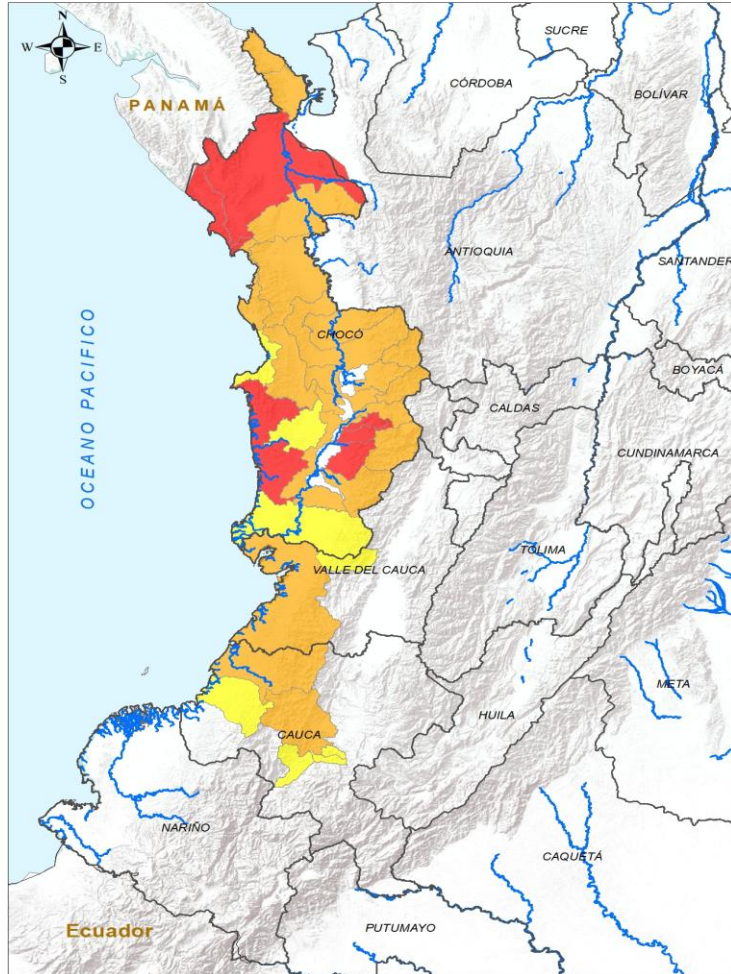 N
W E
S
SUCRE
CÓRDOBA
BOLÍVAR
PANAMÁ
ANTIOQUIA
SANTANDER
OCEANO PACIFICO
CHOCÓ
BOYACÁ
CALDAS
CUNDINAMARCA
TOLIMA
VALLE DEL CAUCA
META
HUILA
CAUCA
NARIÑO
CAQUETÁ
Ecuador
PUTUMAYO